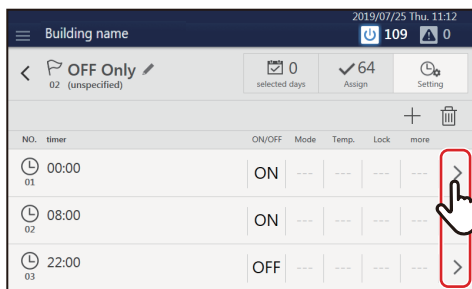 2019/07/25 Thu. 11:12
Building name 109 0
OFF Only 0 64
02 (unspecified) selected days Assign Setting
NO. timer ON/OFF Mode Temp. Lock more
00:00 ON --- --- --- ---
01
08:00 ON --- --- --- ---
02
22:00 OFF --- --- --- ---
03